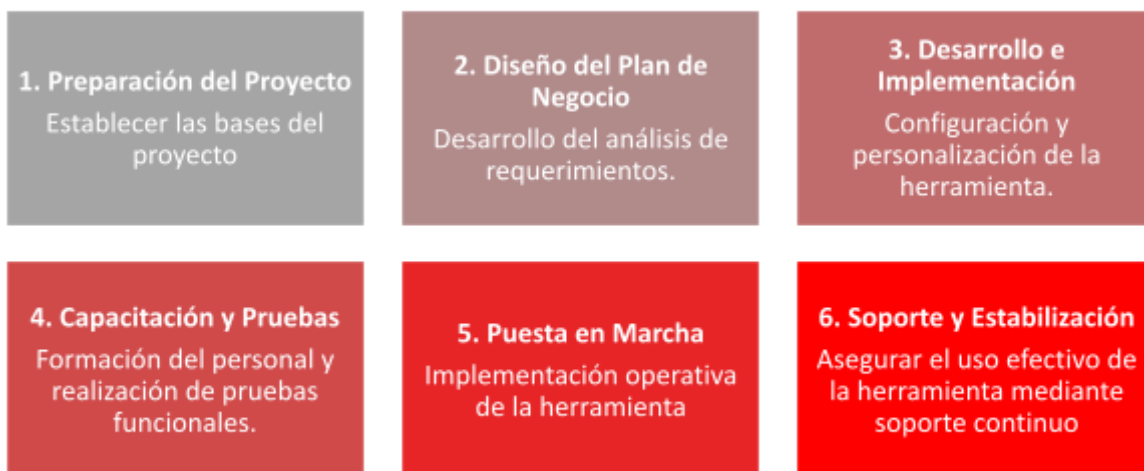 1. Preparación del Proyecto
Establecer las bases del
proyecto
2. Diseño del Plan de
Negocio
Desarrollo del análisis de
requerimientos.
3. Desarrollo e
Implementación
Configuración y
personalización de la
herramienta.
4. Capacitación y Pruebas
Formación del personal y
realización de pruebas
funcionales.
5. Puesta en Marcha
Implementación operativa
de la herramienta
6. Soporte y Estabilización
Asegurar el uso efectivo de
la herramienta mediante
soporte continuo